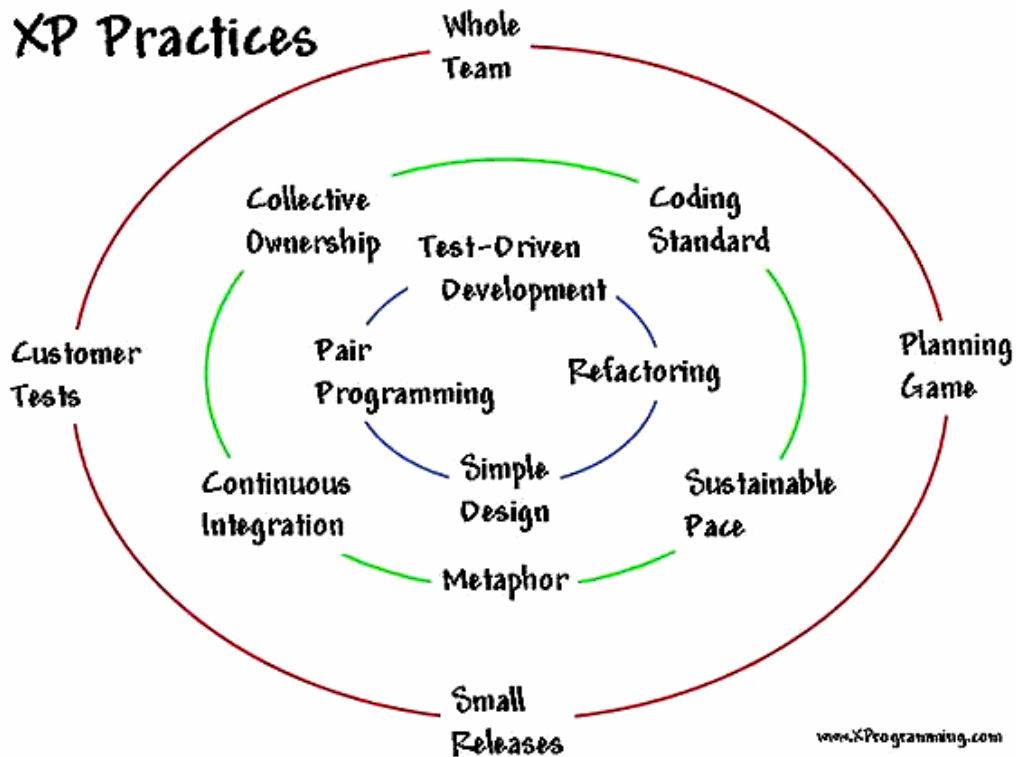 XP Practices
Whole
Team
Collective
Ownership
Coding
Standard
Test-Driven
Development
Customer
Tests
Pair
Programming
Refactoring
Planning
Game
Continuous
Integration
Simple
Design
Sustainable
Pace
Metaphor
Small
Releases
www.XProgramming.com